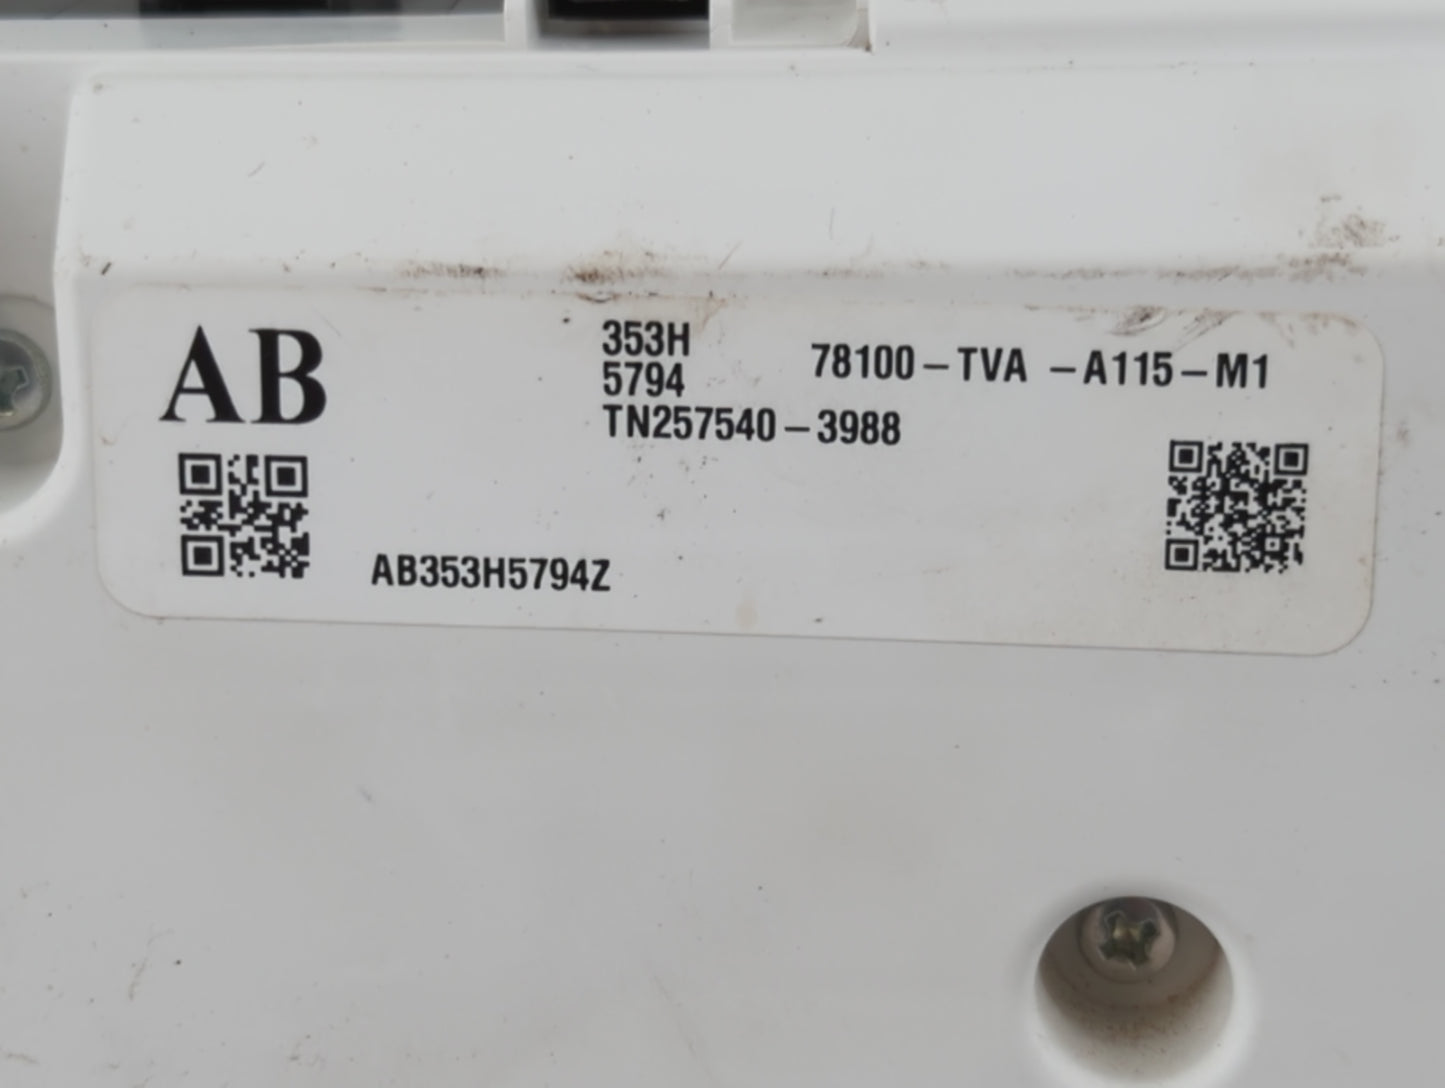 AB
353H
5794
TN257540-3988
78100-TVA -A115-M1
AB353H5794Z